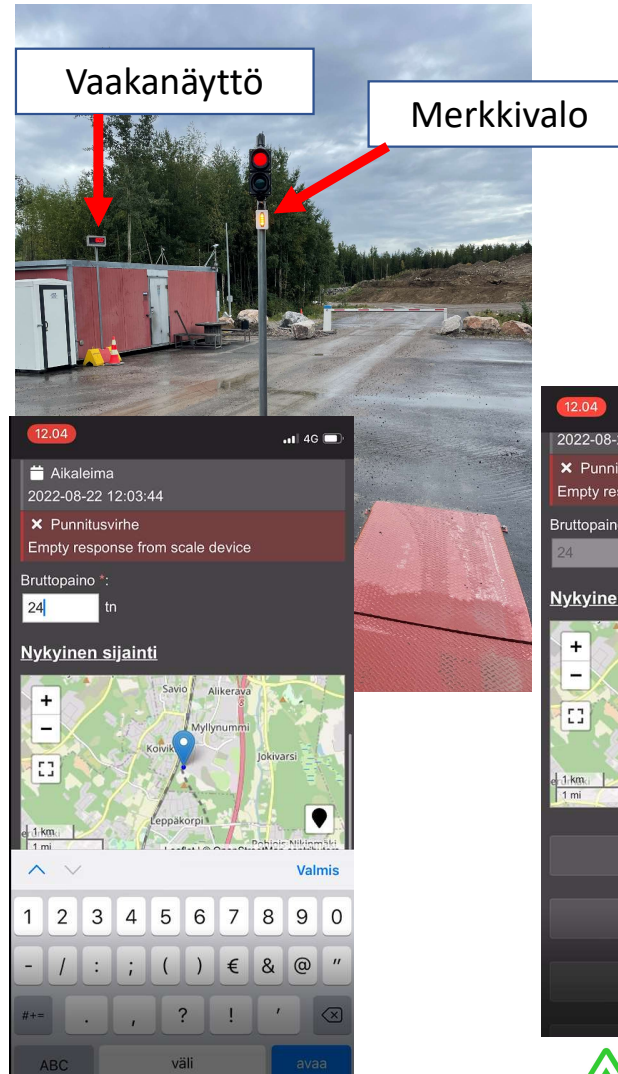 Vaakanäyttö
Merkkivalo
12.04
4G
Aikaleima
2022-08-22 12:03:44
Punnitusvirhe
Empty response from scale device
Bruttopaino *:
24 tn
Nykyinen sijainti
+
−
Savio
Alikerava
Myllynummi
Koivik
Jokivarsi
Leppäkorpi
1 km
1 mi
Valmis
1 2 3 4 5 6 7 8 9 0
- / : ; ( ) € & @ "
#+= . , ? ! '
ABC väli avaa
12.04
2022-08-
Punni
Empty res
Bruttopaino
24
Nykyine
+
−
1 km
1 mi